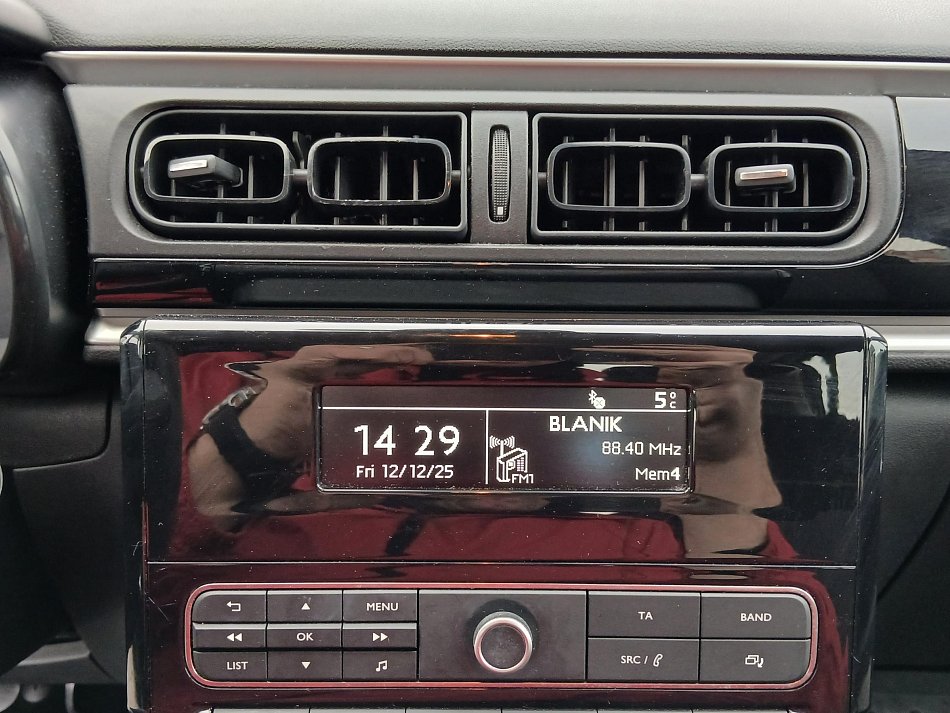 5°C
14 29
Fri 12/12/25
BLANIK
88.40 MHz
FM1
Mem4
MENU
OK
LIST
TA
BAND
SRC /